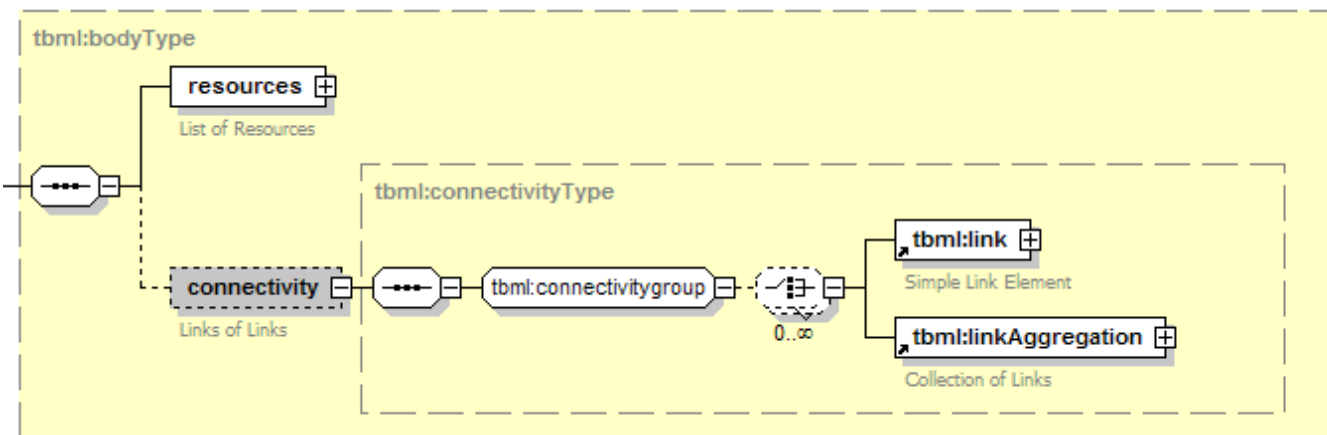 tbml:bodyType
resources
List of Resources
tbml:connectivityType
tbml:link
Simple Link Element
connectivity
tbml:connectivitygroup
0..∞
Links of Links
tbml:linkAggregation
Collection of Links